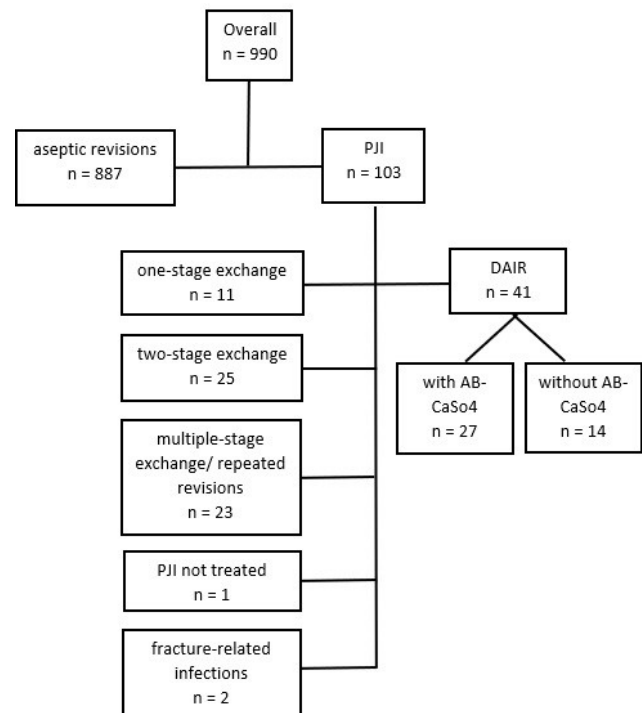 Overall
n = 990
aseptic revisions
n = 887
PJI
n = 103
one-stage exchange
n = 11
DAIR
n = 41
two-stage exchange
n = 25
with AB-
CaSo4
n = 27
without AB-
CaSo4
n = 14
multiple-stage
exchange/ repeated
revisions
n = 23
PJI not treated
n = 1
fracture-related
infections
n = 2